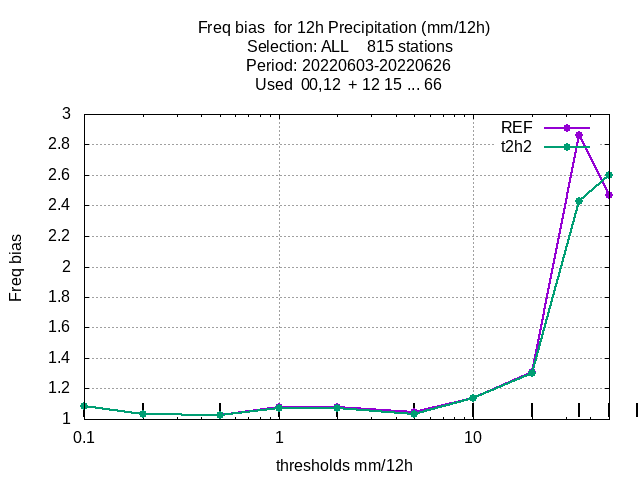 Freq bias  for 12h Precipitation (mm/12h)
Selection: ALL    815 stations
Period: 20220603-20220626
Used  00,12  + 12 15 ... 66
REF
t2h2
3
2.8
2.6
2.4
2.2
2
1.8
1.6
1.4
1.2
1
Freq bias
0.1 1 10
thresholds mm/12h